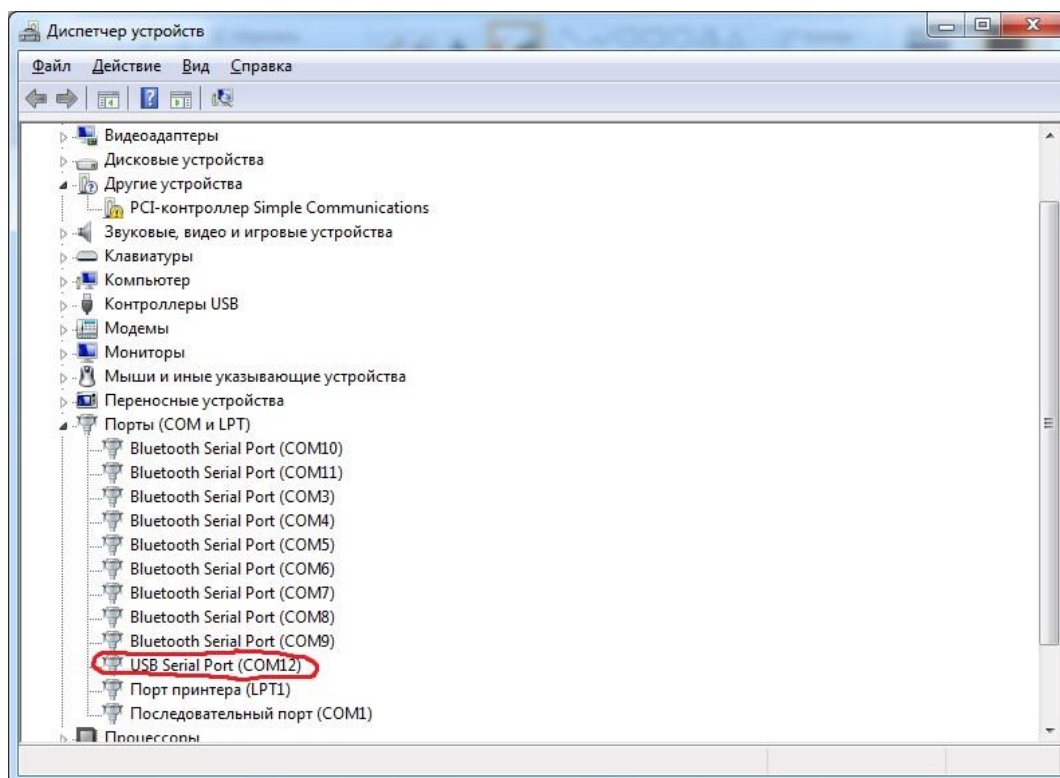 Диспетчер устройств
Файл Действие Вид Справка
Видеоадаптеры
Дисковые устройства
Другие устройства
PCI-контроллер Simple Communications
Звуковые, видео и игровые устройства
Клавиатуры
Компьютер
Контроллеры USB
Модемы
Мониторы
Мыши и иные указывающие устройства
Переносные устройства
Порты (COM и LPT)
Bluetooth Serial Port (COM10)
Bluetooth Serial Port (COM11)
Bluetooth Serial Port (COM3)
Bluetooth Serial Port (COM4)
Bluetooth Serial Port (COM5)
Bluetooth Serial Port (COM6)
Bluetooth Serial Port (COM7)
Bluetooth Serial Port (COM8)
Bluetooth Serial Port (COM9)
USB Serial Port (COM12)
Порт принтера (LPT1)
Последовательный порт (COM1)
Процессоры